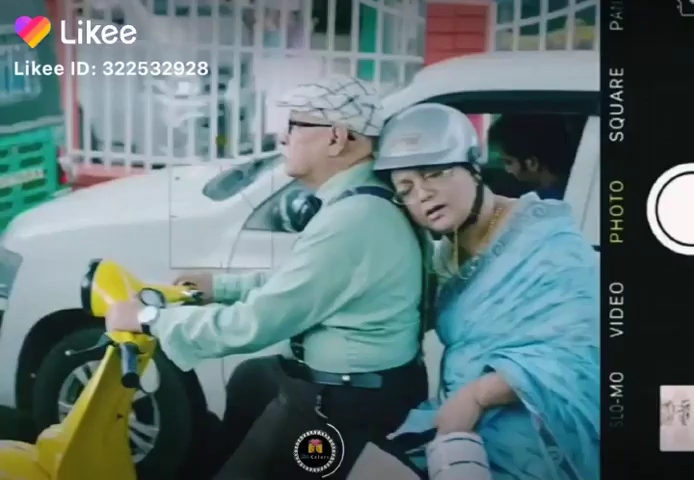 Likee
Likee ID: 322532928
SQUARE
PHOTO
VIDEO
SLO-MO